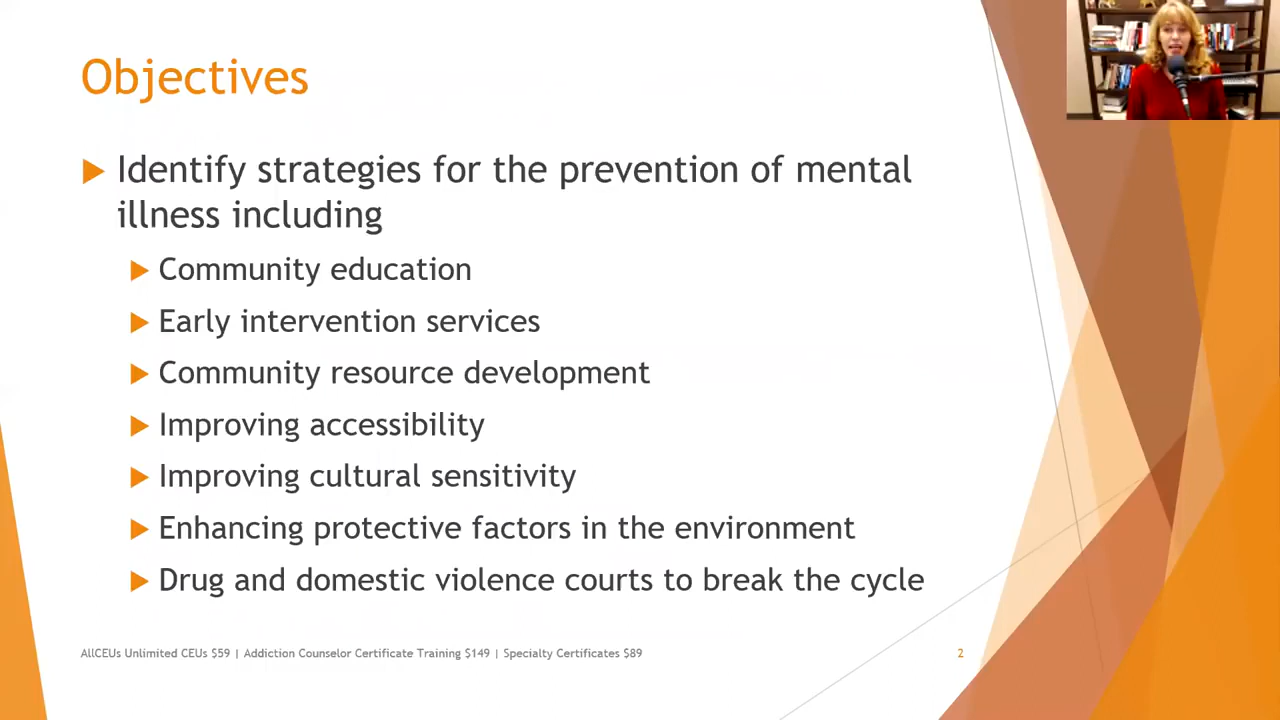 Objectives
Identify strategies for the prevention of mental
illness including
Community education
Early intervention services
Community resource development
Improving accessibility
Improving cultural sensitivity
Enhancing protective factors in the environment
Drug and domestic violence courts to break the cycle
AllCEUs Unlimited CEUs $59 | Addiction Counselor Certificate Training $149 | Specialty Certificates $89
2